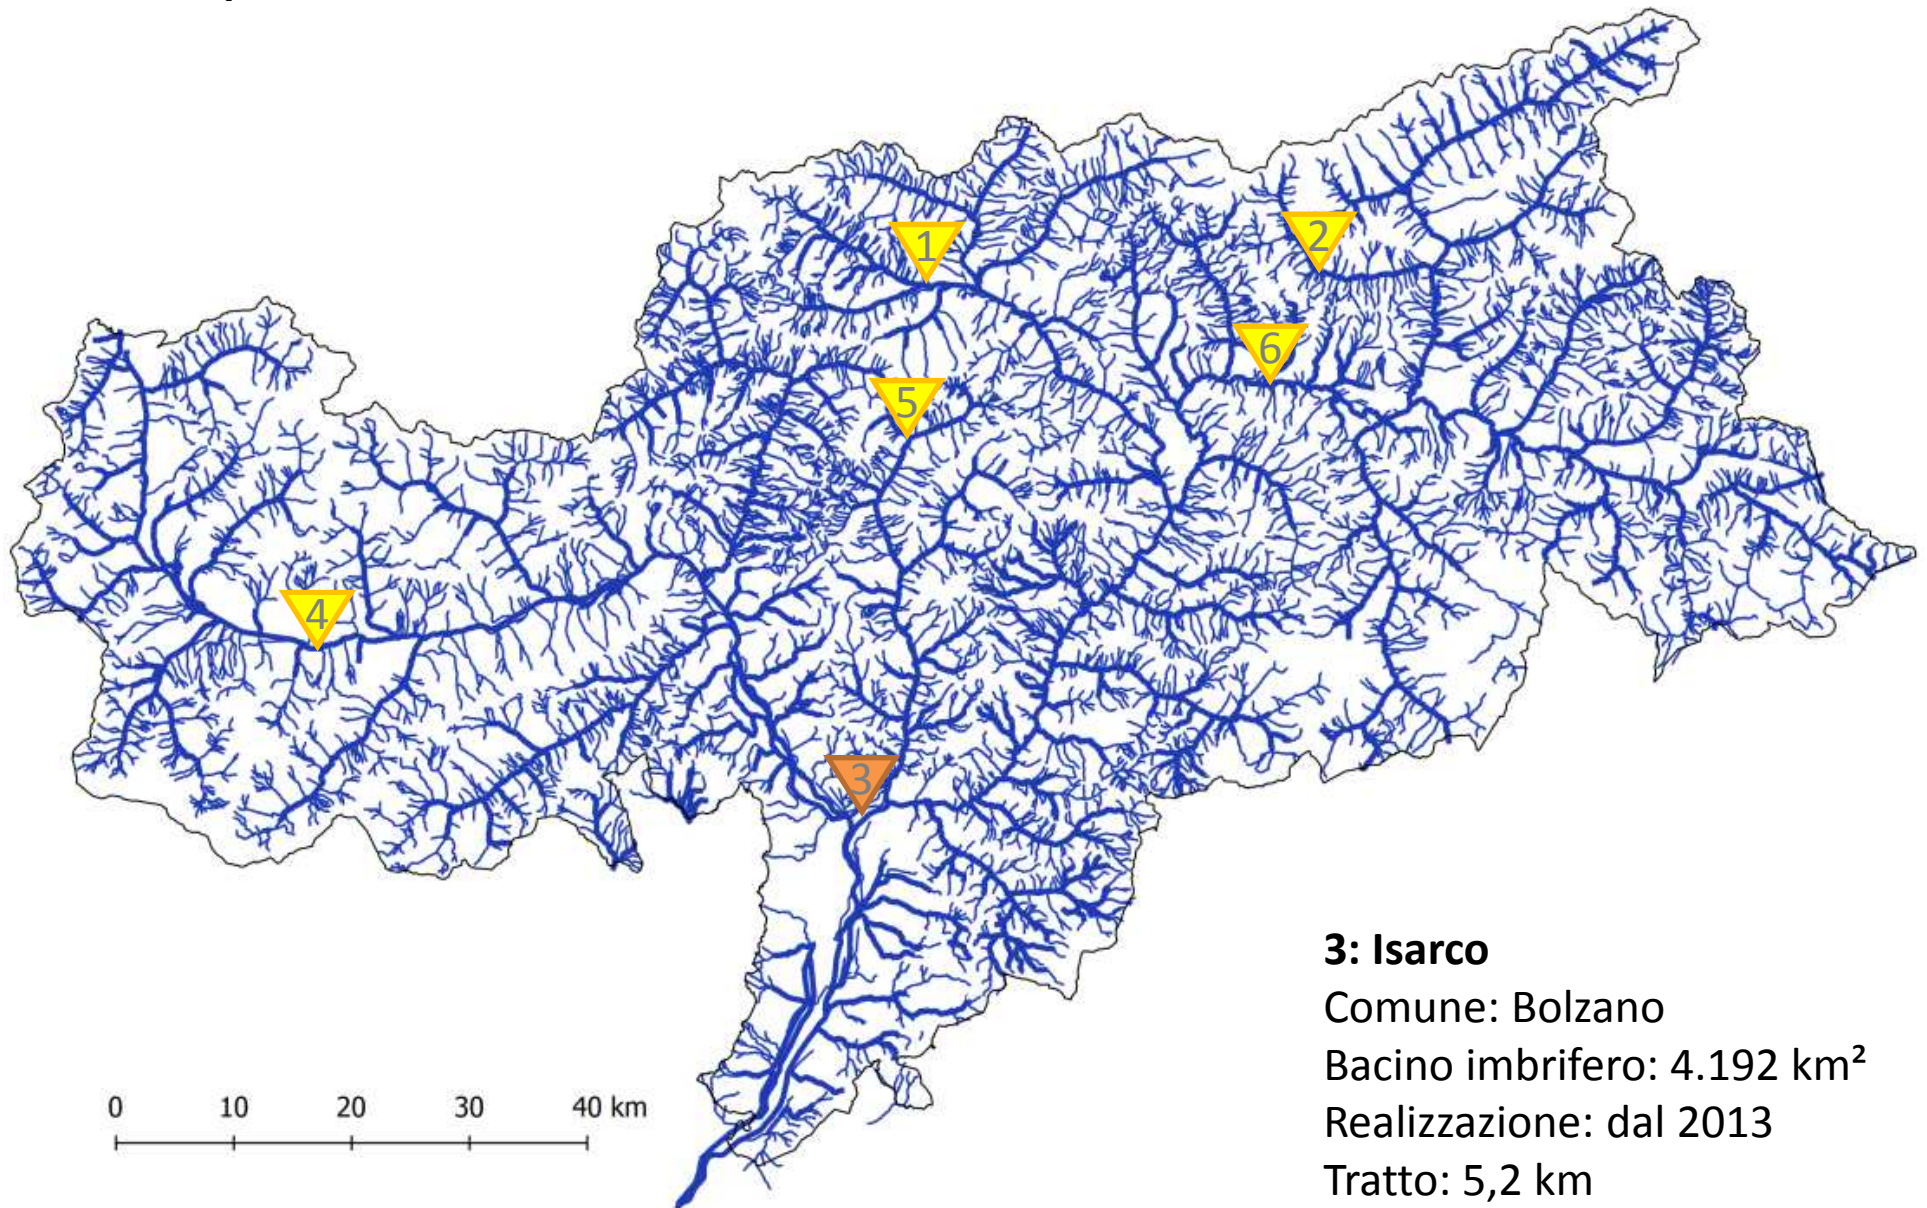 1
2
6
5
4
3
3: Isarco
Comune: Bolzano
Bacino imbrifero: 4.192 km²
Realizzazione: dal 2013
Tratto: 5,2 km
0 10 20 30 40 km